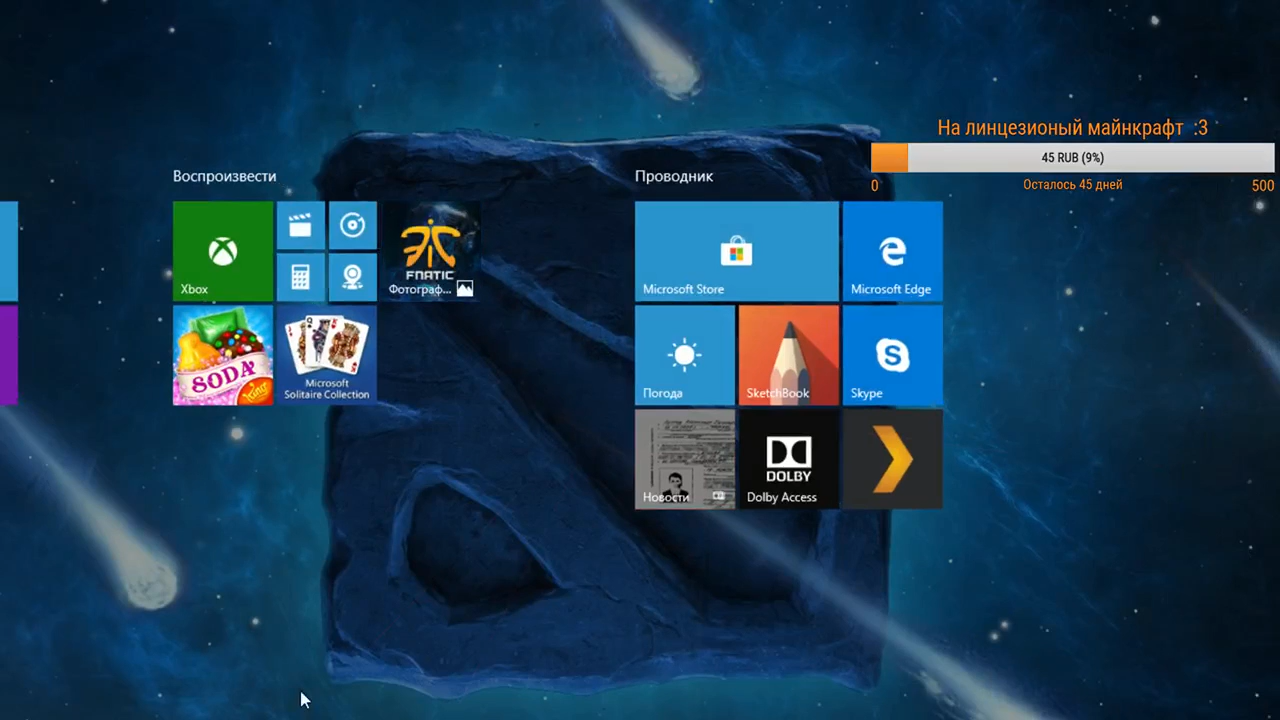 На линцезионый майнкрафт :3
45 RUB (9%)
0
Осталось 45 дней
500
Воспроизвести
Проводник
Xbox
FNATIC
Фотограф...
Microsoft Store
Microsoft Edge
SODA
King
Microsoft
Solitaire Collection
Погода
SketchBook
Skype
Новости
DOLBY
Dolby Access